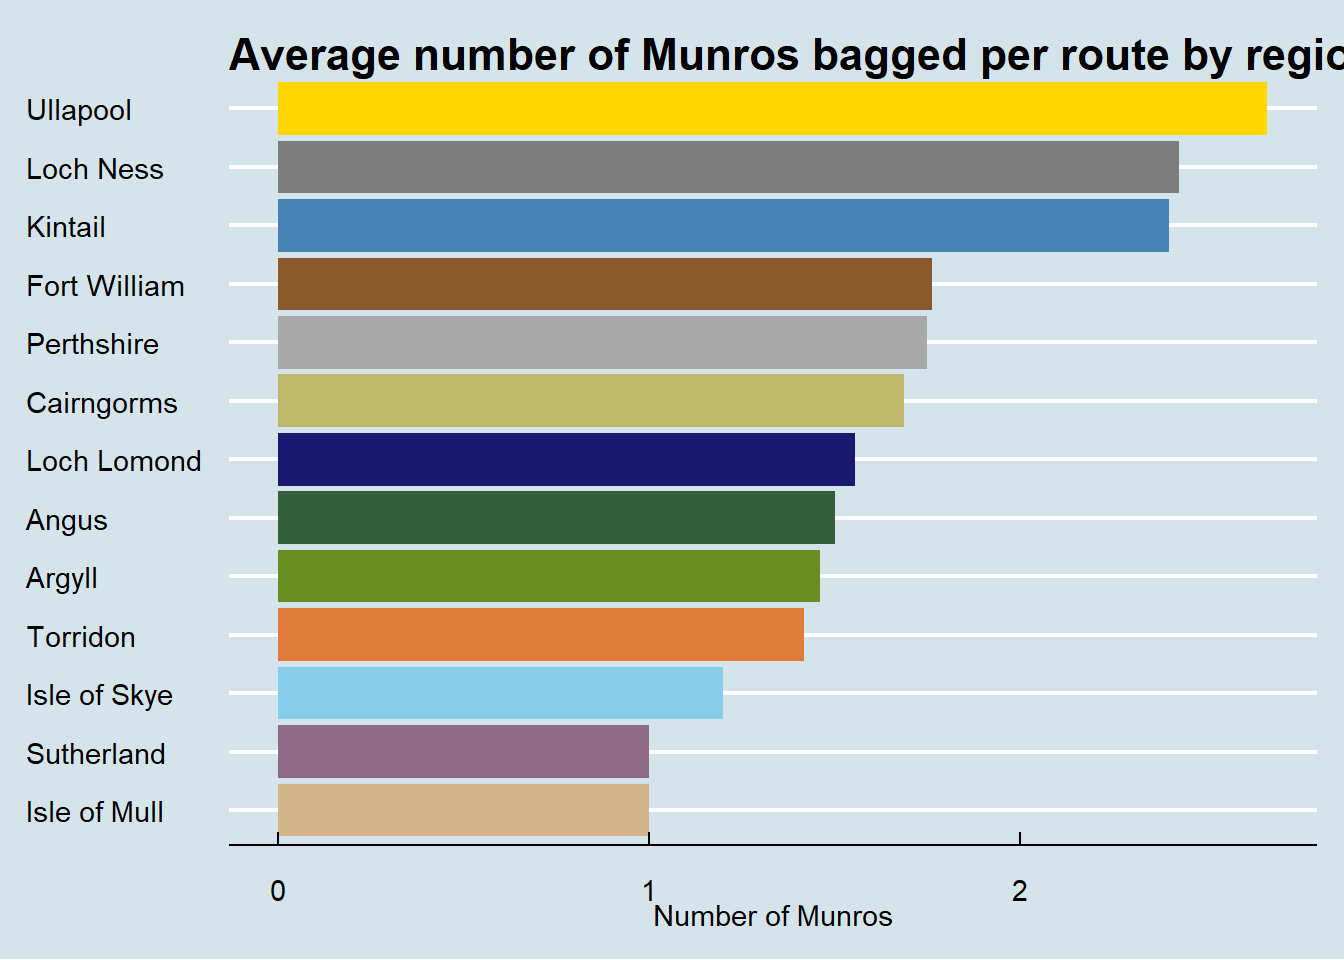 Average number of Munros bagged per route by regio
Ullapool
Loch Ness
Kintail
Fort William
Perthshire
Cairngorms
Loch Lomond
Angus
Argyll
Torridon
Isle of Skye
Sutherland
Isle of Mull
0 1 2
Number of Munros